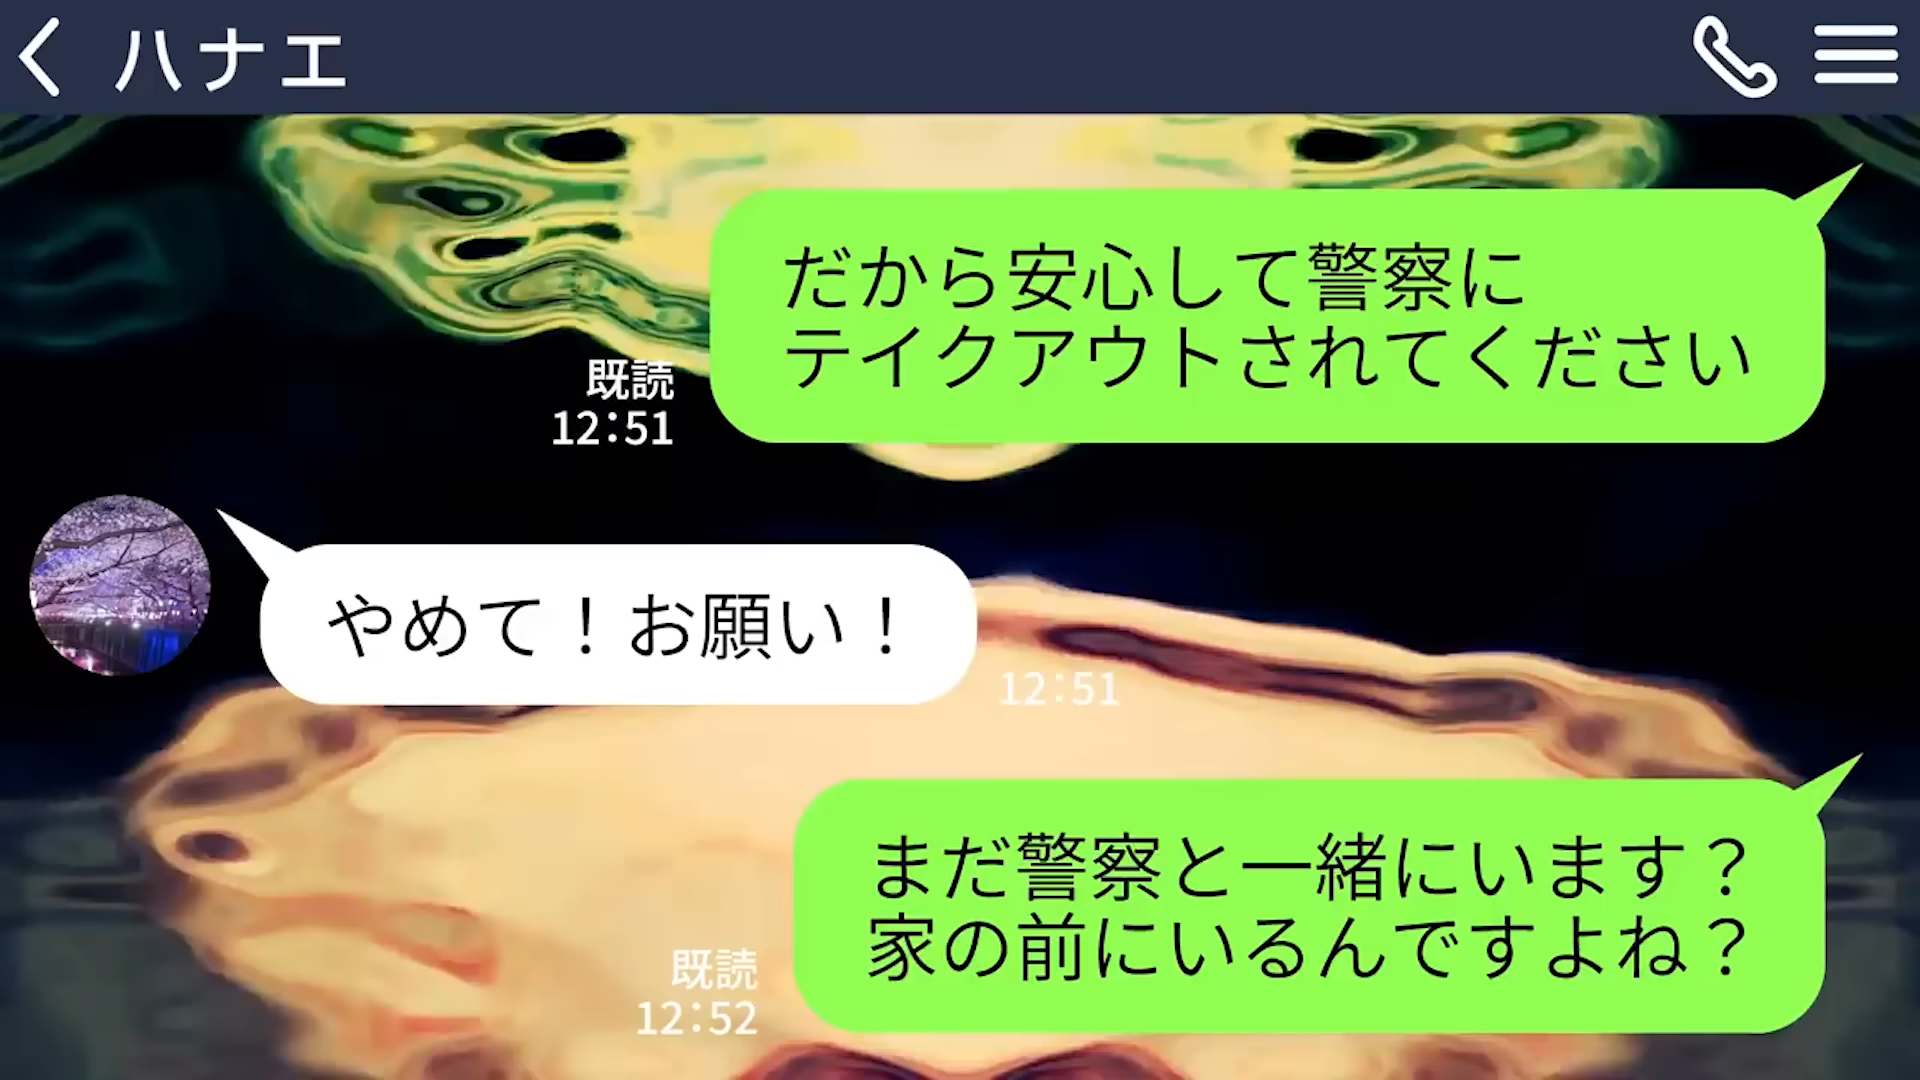 ハナエ
だから安心して警察に
テイクアウトされてください
既読
12:51
やめて！お願い！
12:51
まだ警察と一緒にいます？
家の前にいるんですよね？
既読
12:52